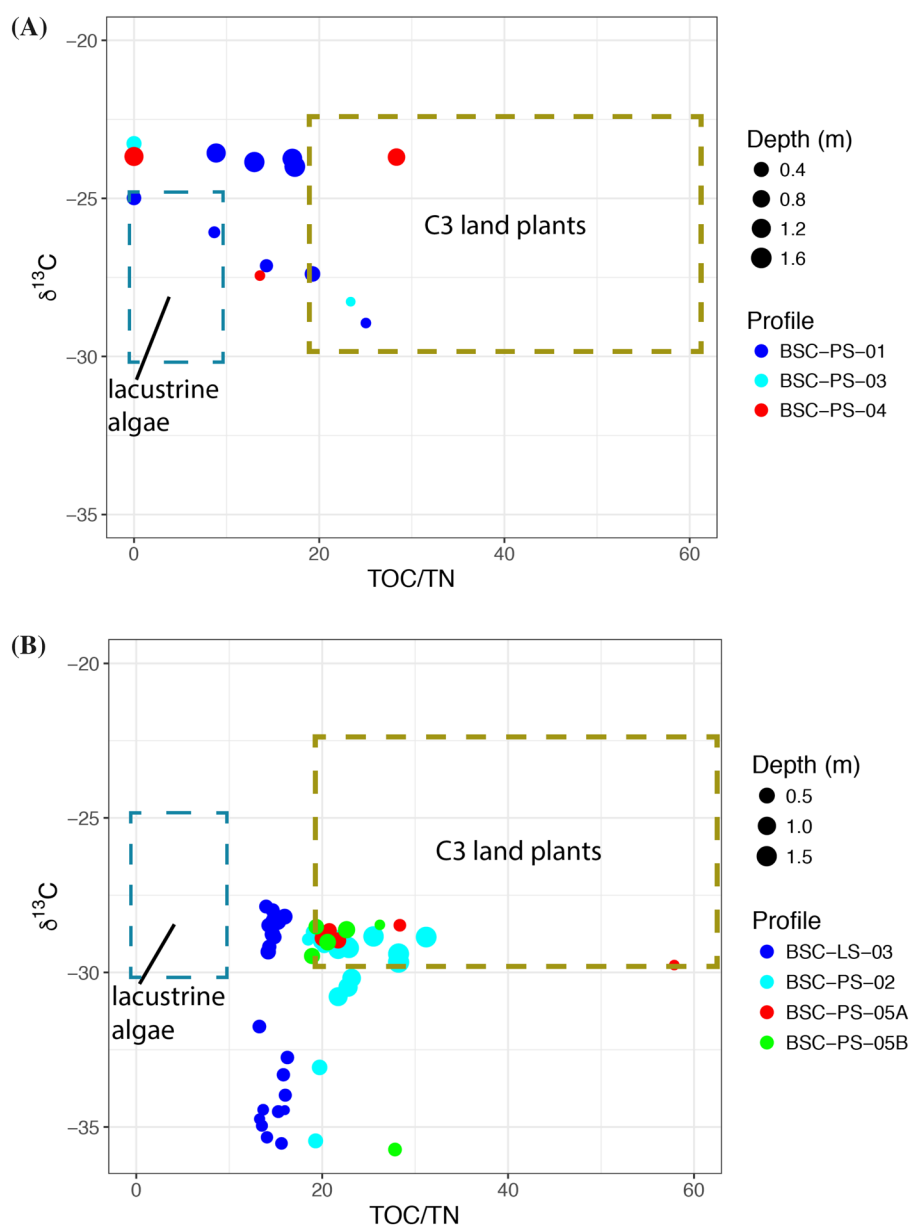 (A)
−20
−25
−30
−35
δ¹³C
C3 land plants
lacustrine
algae
0
20
40
60
TOC/TN
Depth (m)
0.4
0.8
1.2
1.6
Profile
BSC−PS−01
BSC−PS−03
BSC−PS−04
(B)
−20
−25
−30
−35
δ¹³C
C3 land plants
lacustrine
algae
0
20
40
60
TOC/TN
Depth (m)
0.5
1.0
1.5
Profile
BSC−LS−03
BSC−PS−02
BSC−PS−05A
BSC−PS−05B